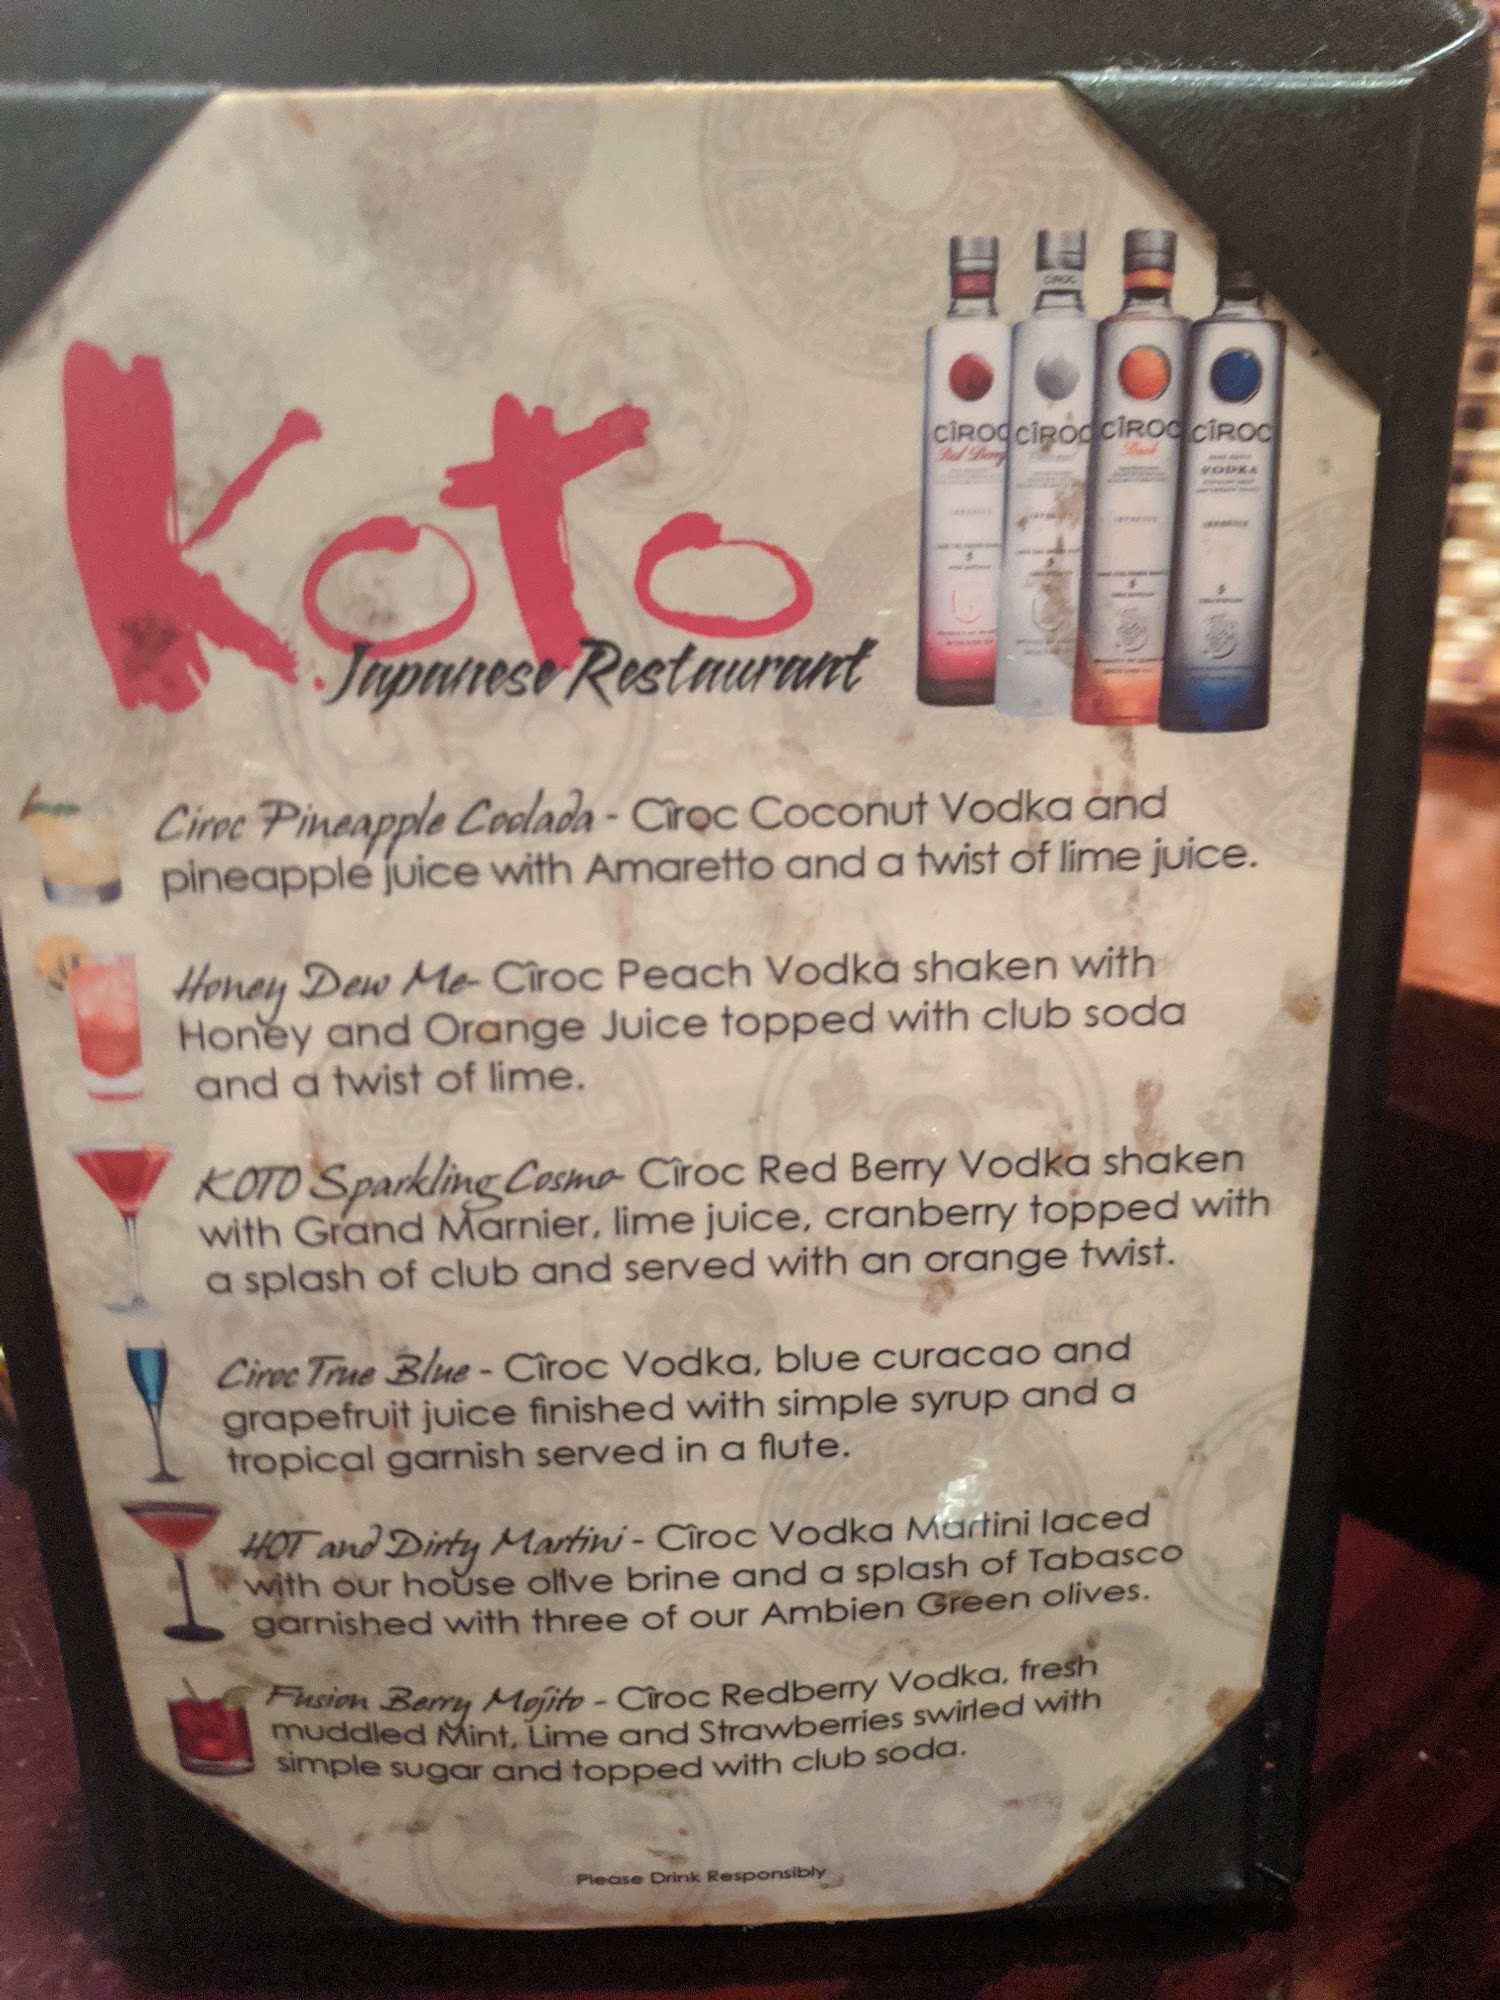 Koto
Japanese Restaurant
CÎROC
CÎROC CÎROC CÎROC CÎROC
Red Berry
VODKA
Ciroc Pineapple Coolada - Cîroc Coconut Vodka and
pineapple juice with Amaretto and a twist of lime juice.
Honey Dew Me- Cîroc Peach Vodka shaken with
Honey and Orange Juice topped with club soda
and a twist of lime.
KOTO Sparkling Cosmo- Cîroc Red Berry Vodka shaken
with Grand Marnier, lime juice, cranberry topped with
a splash of club and served with an orange twist.
Ciroc True Blue - Cîroc Vodka, blue curacao and
grapefruit juice finished with simple syrup and a
tropical garnish served in a flute.
HOT and Dirty Martini - Cîroc Vodka Martini laced
with our house olive brine and a splash of Tabasco
garnished with three of our Ambien Green olives.
Fusion Berry Mojito - Cîroc Redberry Vodka, fresh
muddled Mint, Lime and Strawberries swirled with
simple sugar and topped with club soda.
Please Drink Responsibly